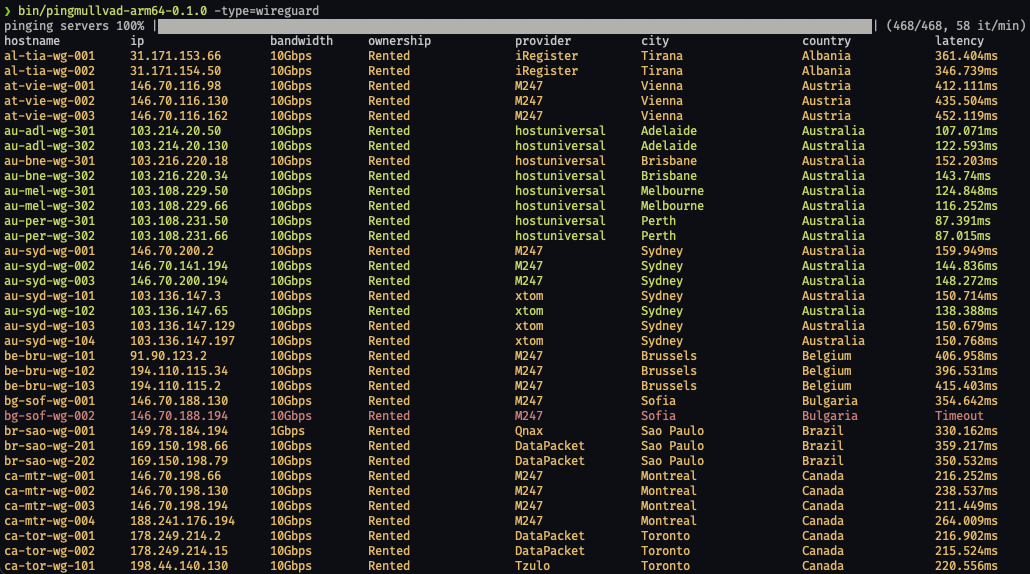 ❯ bin/pingmullvad-arm64-0.1.0 -type=wireguard
pinging servers 100% | | (468/468, 58 it/min)
hostname ip bandwidth ownership provider city country latency
al-tia-wg-001 31.171.153.66 10Gbps Rented iRegister Tirana Albania 361.404ms
al-tia-wg-002 31.171.154.50 10Gbps Rented iRegister Tirana Albania 346.739ms
at-vie-wg-001 146.70.116.98 10Gbps Rented M247 Vienna Austria 412.111ms
at-vie-wg-002 146.70.116.130 10Gbps Rented M247 Vienna Austria 435.504ms
at-vie-wg-003 146.70.116.162 10Gbps Rented M247 Vienna Austria 452.119ms
au-adl-wg-301 103.214.20.50 10Gbps Rented hostuniversal Adelaide Australia 107.071ms
au-adl-wg-302 103.214.20.130 10Gbps Rented hostuniversal Adelaide Australia 122.593ms
au-bne-wg-301 103.216.220.18 10Gbps Rented hostuniversal Brisbane Australia 152.203ms
au-bne-wg-302 103.216.220.34 10Gbps Rented hostuniversal Brisbane Australia 143.74ms
au-mel-wg-301 103.108.229.50 10Gbps Rented hostuniversal Melbourne Australia 124.848ms
au-mel-wg-302 103.108.229.66 10Gbps Rented hostuniversal Melbourne Australia 116.252ms
au-per-wg-301 103.108.231.50 10Gbps Rented hostuniversal Perth Australia 87.391ms
au-per-wg-302 103.108.231.66 10Gbps Rented hostuniversal Perth Australia 87.015ms
au-syd-wg-001 146.70.200.2 10Gbps Rented M247 Sydney Australia 159.949ms
au-syd-wg-002 146.70.141.194 10Gbps Rented M247 Sydney Australia 144.836ms
au-syd-wg-003 146.70.200.194 10Gbps Rented M247 Sydney Australia 148.272ms
au-syd-wg-101 103.136.147.3 10Gbps Rented xtom Sydney Australia 150.714ms
au-syd-wg-102 103.136.147.65 10Gbps Rented xtom Sydney Australia 138.388ms
au-syd-wg-103 103.136.147.129 10Gbps Rented xtom Sydney Australia 150.679ms
au-syd-wg-104 103.136.147.197 10Gbps Rented xtom Sydney Australia 150.768ms
be-bru-wg-101 91.90.123.2 10Gbps Rented M247 Brussels Belgium 406.958ms
be-bru-wg-102 194.110.115.34 10Gbps Rented M247 Brussels Belgium 396.531ms
be-bru-wg-103 194.110.115.2 10Gbps Rented M247 Brussels Belgium 415.403ms
bg-sof-wg-001 146.70.188.130 10Gbps Rented M247 Sofia Bulgaria 354.642ms
bg-sof-wg-002 146.70.188.194 10Gbps Rented M247 Sofia Bulgaria Timeout
br-sao-wg-001 149.78.184.194 1Gbps Rented Qnax Sao Paulo Brazil 330.162ms
br-sao-wg-201 169.150.198.66 10Gbps Rented DataPacket Sao Paulo Brazil 359.217ms
br-sao-wg-202 169.150.198.79 10Gbps Rented DataPacket Sao Paulo Brazil 350.532ms
ca-mtr-wg-001 146.70.198.66 10Gbps Rented M247 Montreal Canada 216.252ms
ca-mtr-wg-002 146.70.198.130 10Gbps Rented M247 Montreal Canada 238.537ms
ca-mtr-wg-003 146.70.198.194 10Gbps Rented M247 Montreal Canada 211.449ms
ca-mtr-wg-004 188.241.176.194 10Gbps Rented M247 Montreal Canada 264.009ms
ca-tor-wg-001 178.249.214.2 10Gbps Rented DataPacket Toronto Canada 216.902ms
ca-tor-wg-002 178.249.214.15 10Gbps Rented DataPacket Toronto Canada 215.524ms
ca-tor-wg-101 198.44.140.130 10Gbps Rented Tzulo Toronto Canada 220.556ms